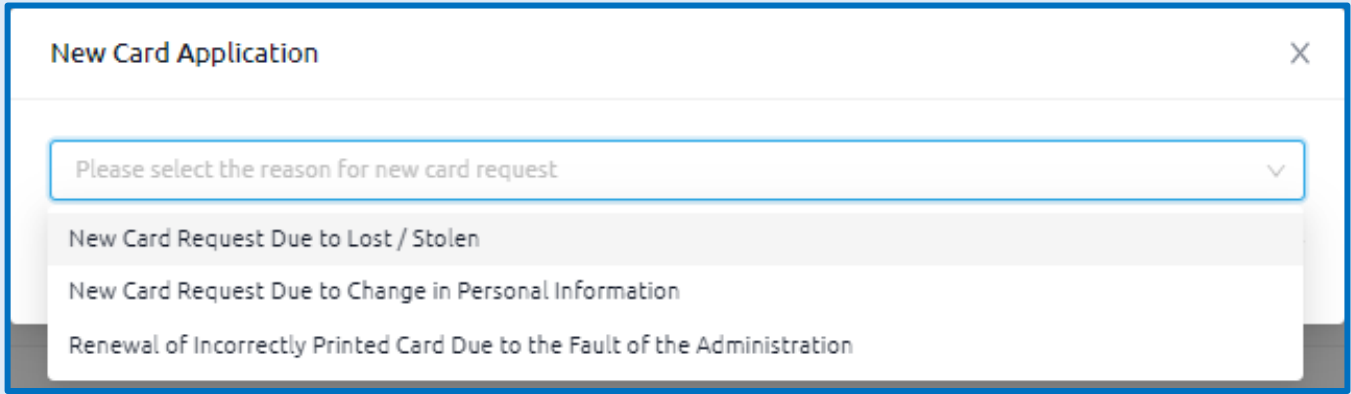 New Card Application
Please select the reason for new card request
New Card Request Due to Lost / Stolen
New Card Request Due to Change in Personal Information
Renewal of Incorrectly Printed Card Due to the Fault of the Administration